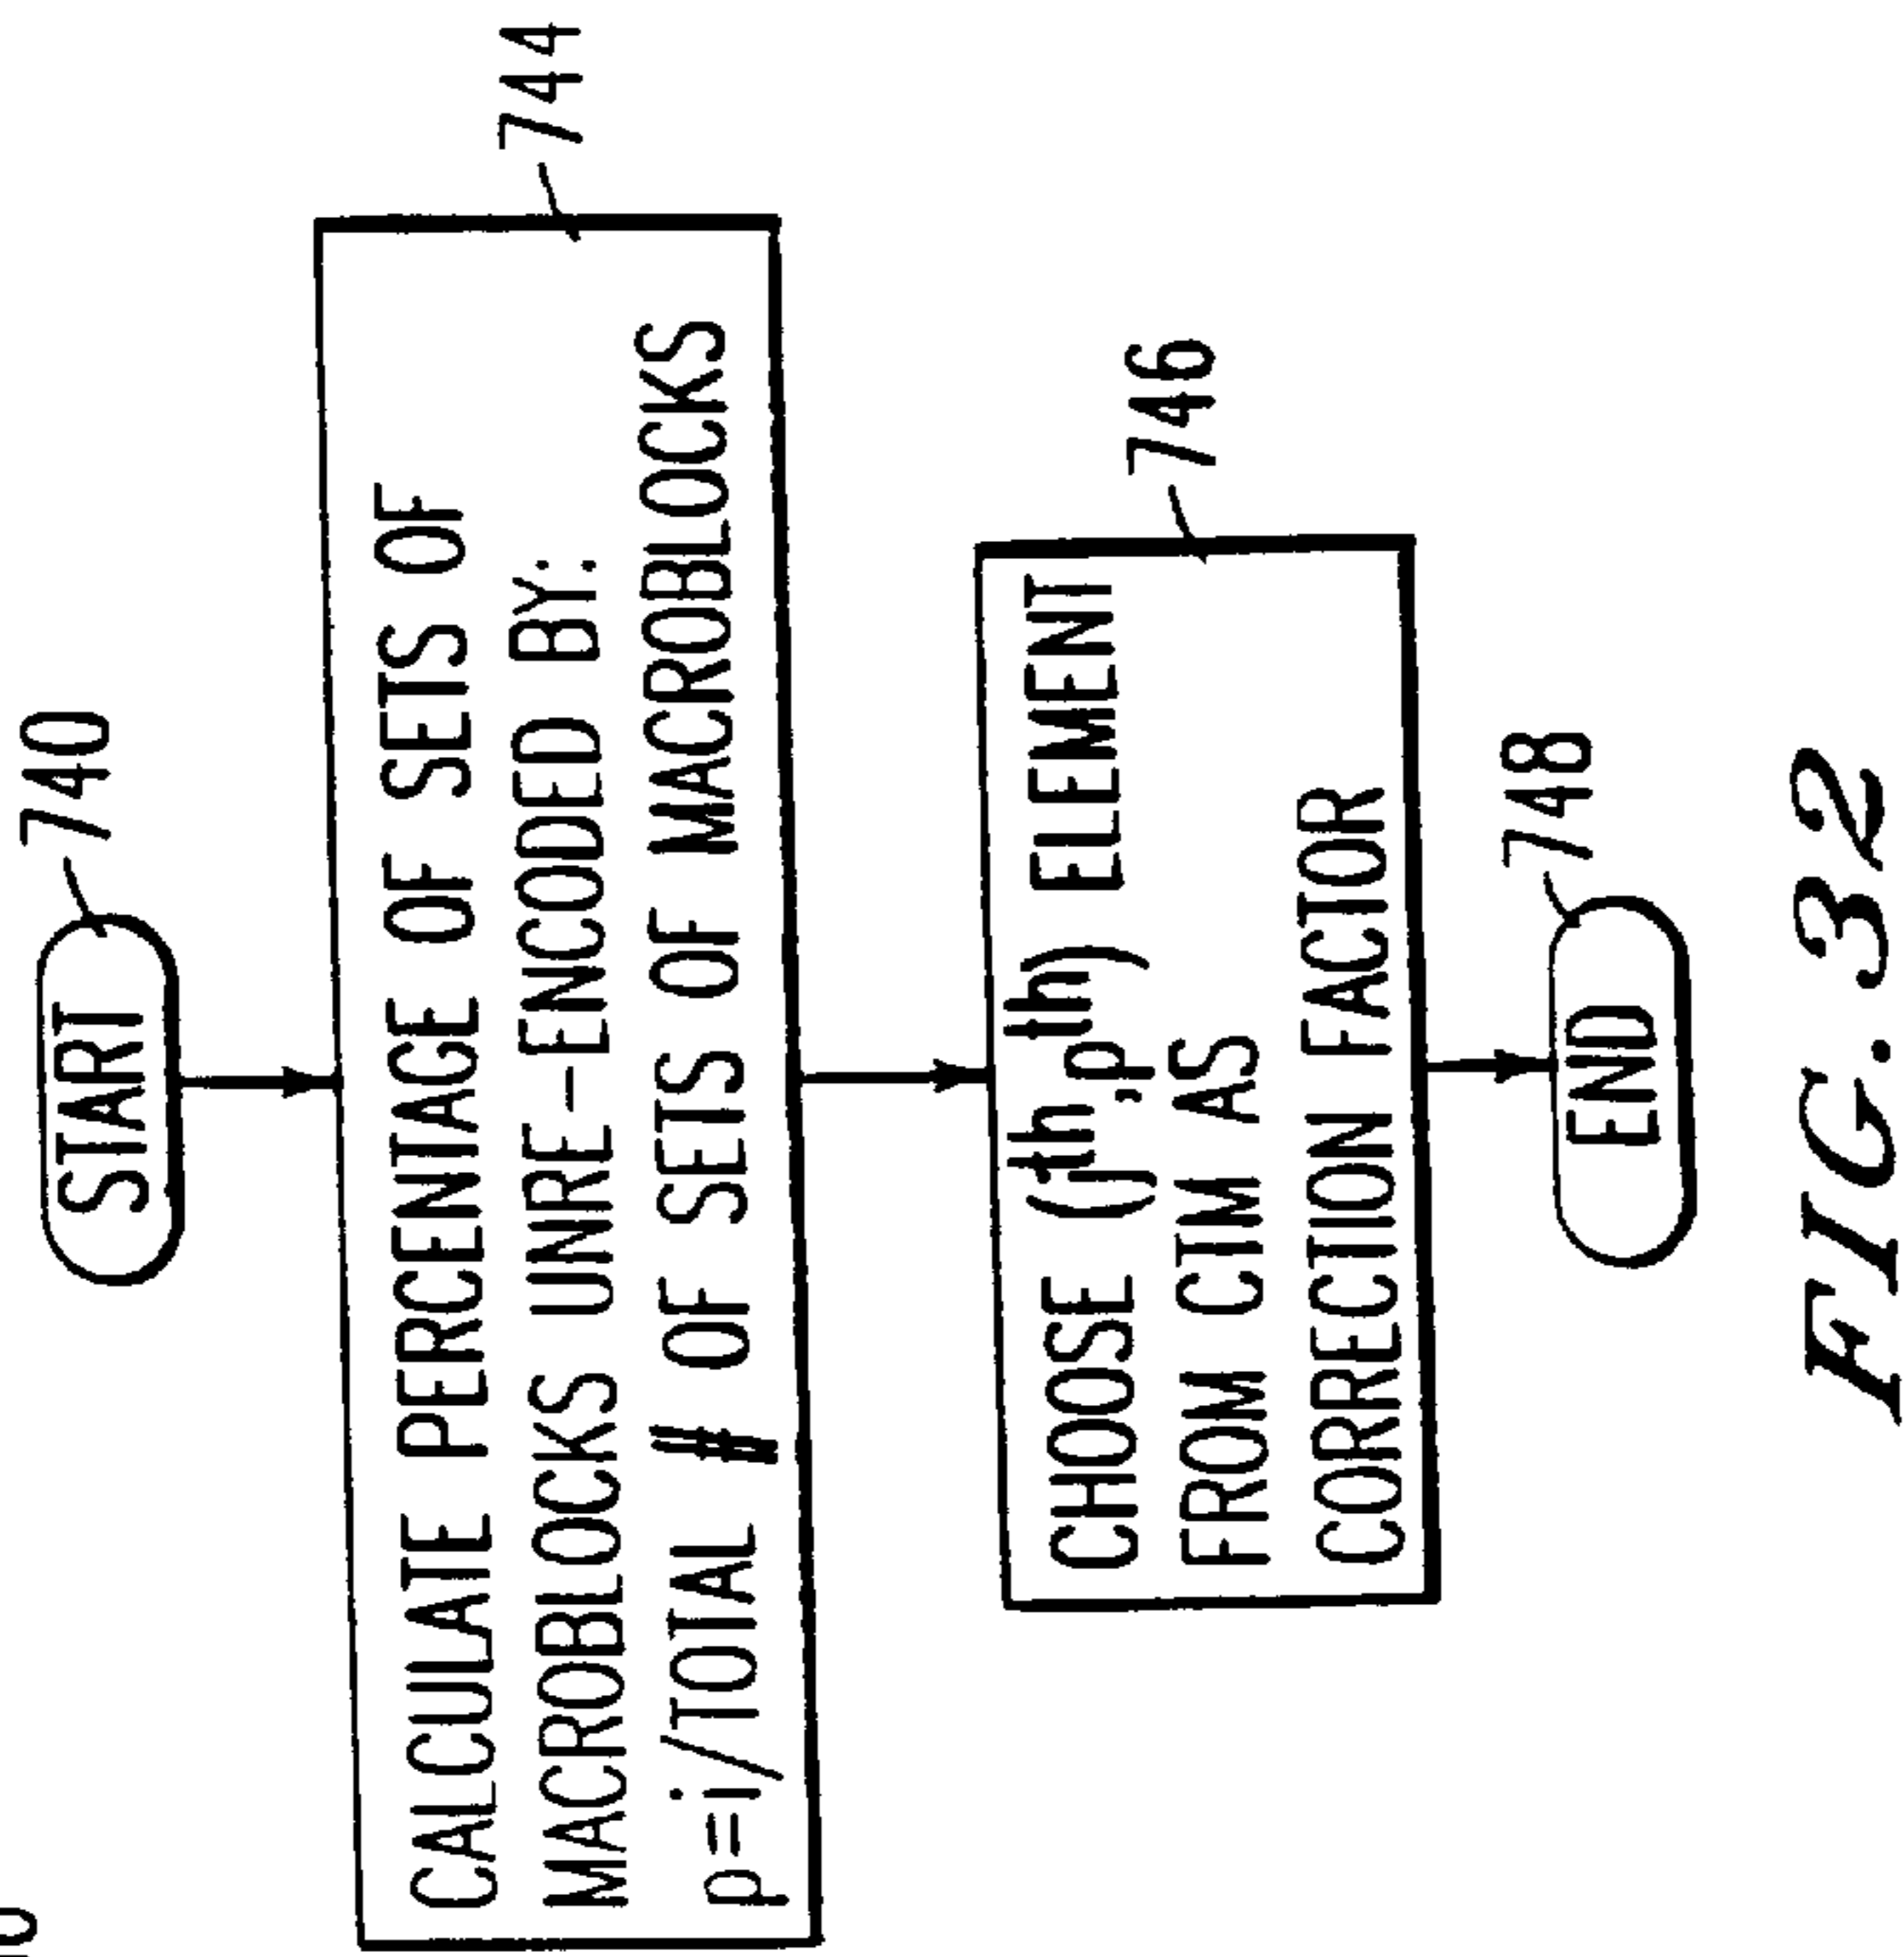 START
740
CALCULATE PERCENTAGE OF SETS OF
MACROBLOCKS UNRE-ENCODED BY:
p=i/TOTAL # OF SETS OF MACROBLOCKS
744
CHOOSE (jth,pth) ELEMENT
FROM CTM AS
CORRECTION FACTOR
746
END
748
FIG. 32